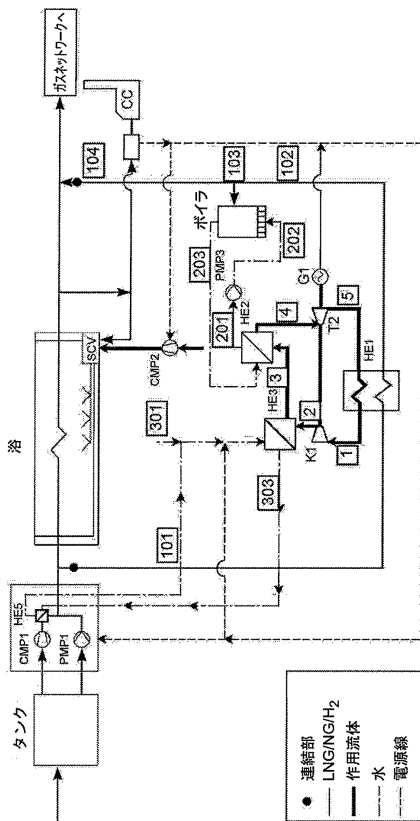 タンク
CMP1
PMP1
HE5
浴
SCV
CMP2
101
301
303
HE3
HE2
201
PMP3
203
202
ボイラ
103
102
104
CC
ガスネットワークへ
G1
T2
K1
HE1
1
2
3
4
5
連結部
LNG/NG/H₂
作用流体
水
電源線